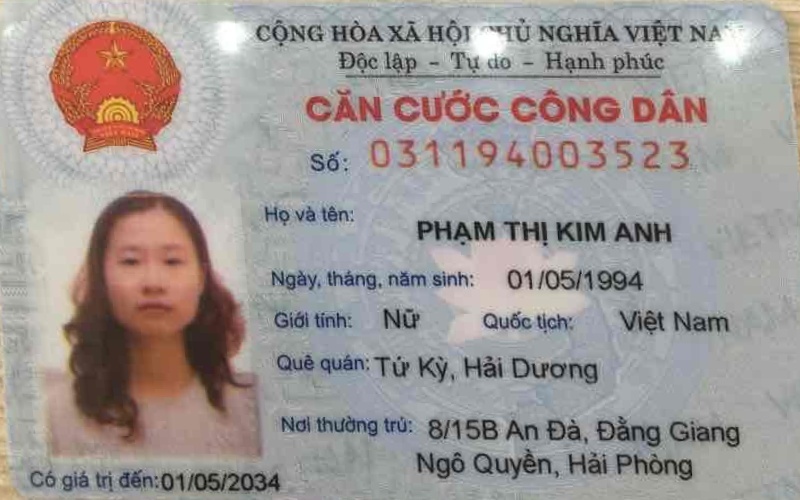 CỘNG HÒA XÃ HỘI CHỦ NGHĨA VIỆT NAM
Độc lập - Tự do - Hạnh phúc
CĂN CƯỚC CÔNG DÂN
Số: 031194003523
Họ và tên:
PHẠM THỊ KIM ANH
Ngày, tháng, năm sinh: 01/05/1994
Giới tính: Nữ Quốc tịch: Việt Nam
Quê quán: Tứ Kỳ, Hải Dương
Nơi thường trú: 8/15B An Đà, Đằng Giang
Ngô Quyền, Hải Phòng
Có giá trị đến: 01/05/2034